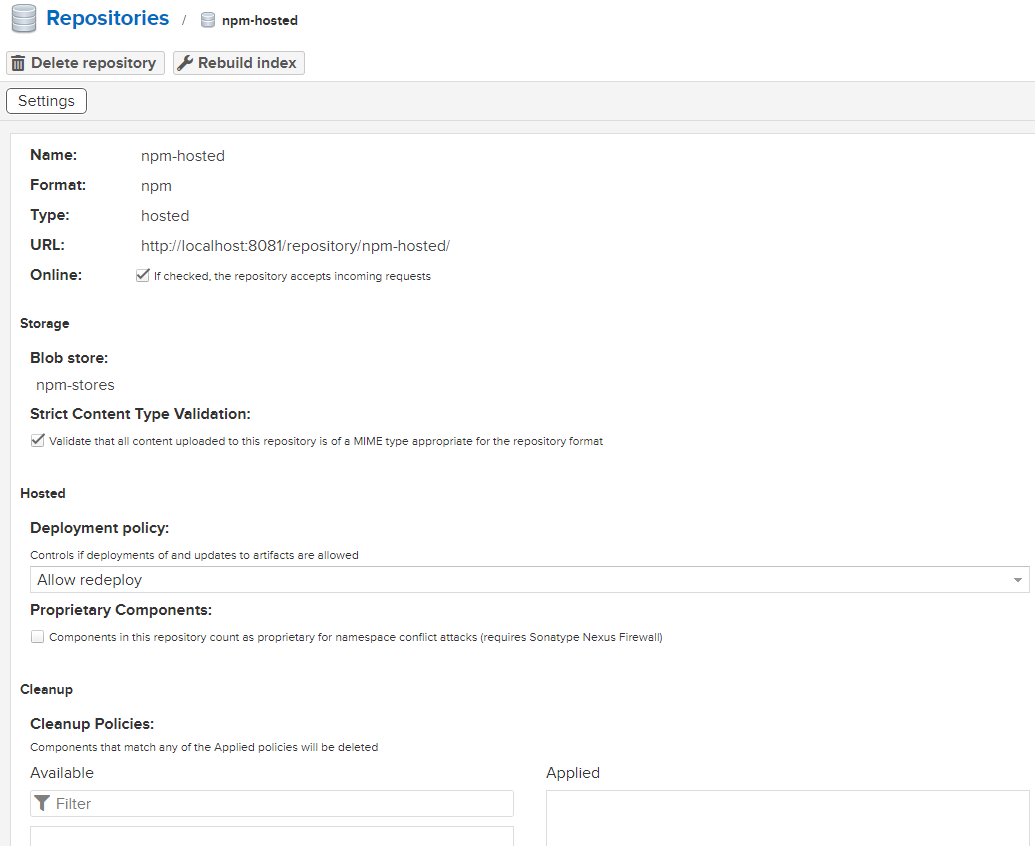 Repositories / npm-hosted
Delete repository Rebuild index
Settings
Name: npm-hosted
Format: npm
Type: hosted
URL: http://localhost:8081/repository/npm-hosted/
Online: If checked, the repository accepts incoming requests
Storage
Blob store:
npm-stores
Strict Content Type Validation:
Validate that all content uploaded to this repository is of a MIME type appropriate for the repository format
Hosted
Deployment policy:
Controls if deployments of and updates to artifacts are allowed
Allow redeploy
Proprietary Components:
Components in this repository count as proprietary for namespace conflict attacks (requires Sonatype Nexus Firewall)
Cleanup
Cleanup Policies:
Components that match any of the Applied policies will be deleted
Available Applied
Filter